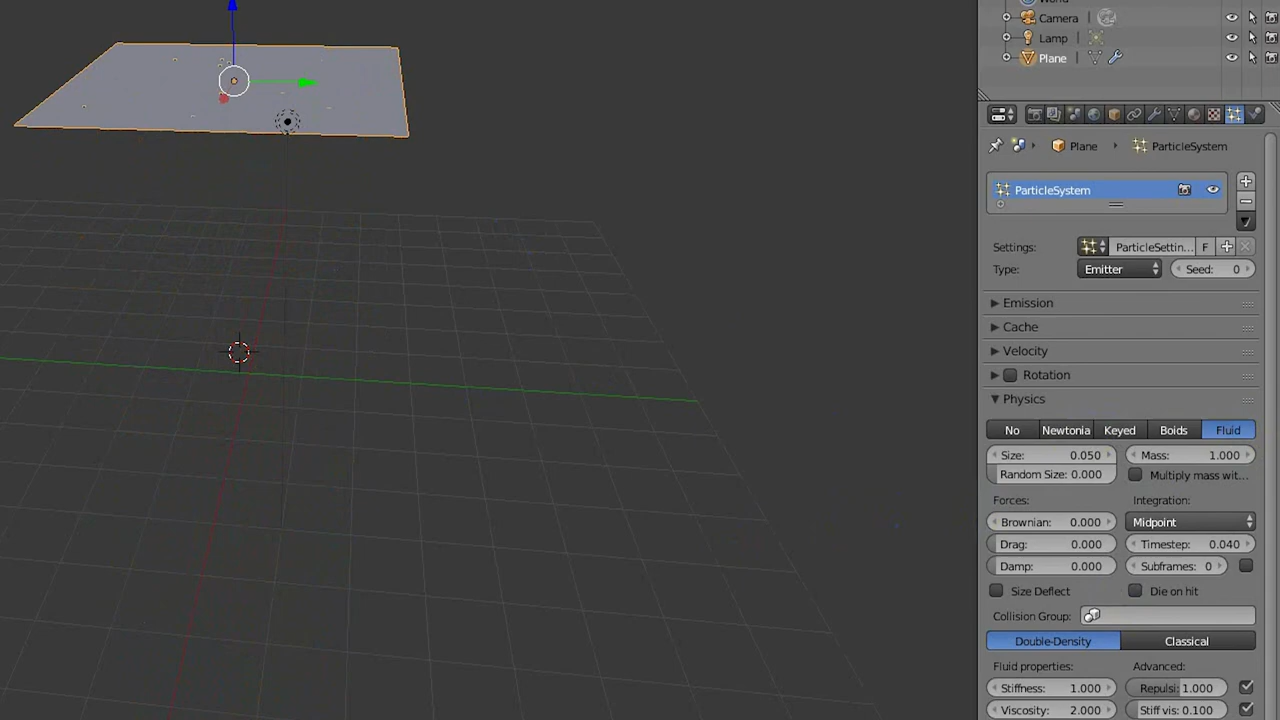 World
Camera
Lamp
Plane
Plane ParticleSystem
ParticleSystem
Settings: ParticleSettin... F
Type: Emitter Seed: 0
Emission
Cache
Velocity
Rotation
Physics
No Newtonia Keyed Boids Fluid
Size: 0.050 Mass: 1.000
Random Size: 0.000 Multiply mass wit...
Forces: Integration:
Brownian: 0.000 Midpoint
Drag: 0.000 Timestep: 0.040
Damp: 0.000 Subframes: 0
Size Deflect Die on hit
Collision Group:
Double-Density Classical
Fluid properties: Advanced:
Stiffness: 1.000 Repulsi: 1.000
Viscosity: 2.000 Stiff vis: 0.100